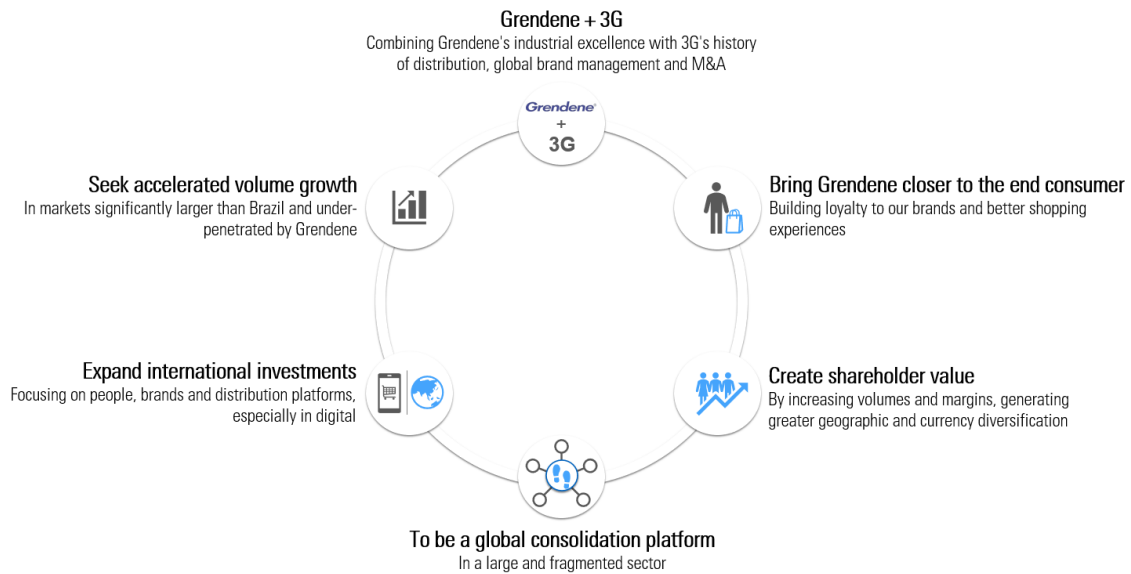 Grendene + 3G
Combining Grendene's industrial excellence with 3G's history
of distribution, global brand management and M&A
Grendene®
+
3G
Seek accelerated volume growth
In markets significantly larger than Brazil and under-
penetrated by Grendene
Bring Grendene closer to the end consumer
Building loyalty to our brands and better shopping
experiences
Expand international investments
Focusing on people, brands and distribution platforms,
especially in digital
Create shareholder value
By increasing volumes and margins, generating
greater geographic and currency diversification
To be a global consolidation platform
In a large and fragmented sector